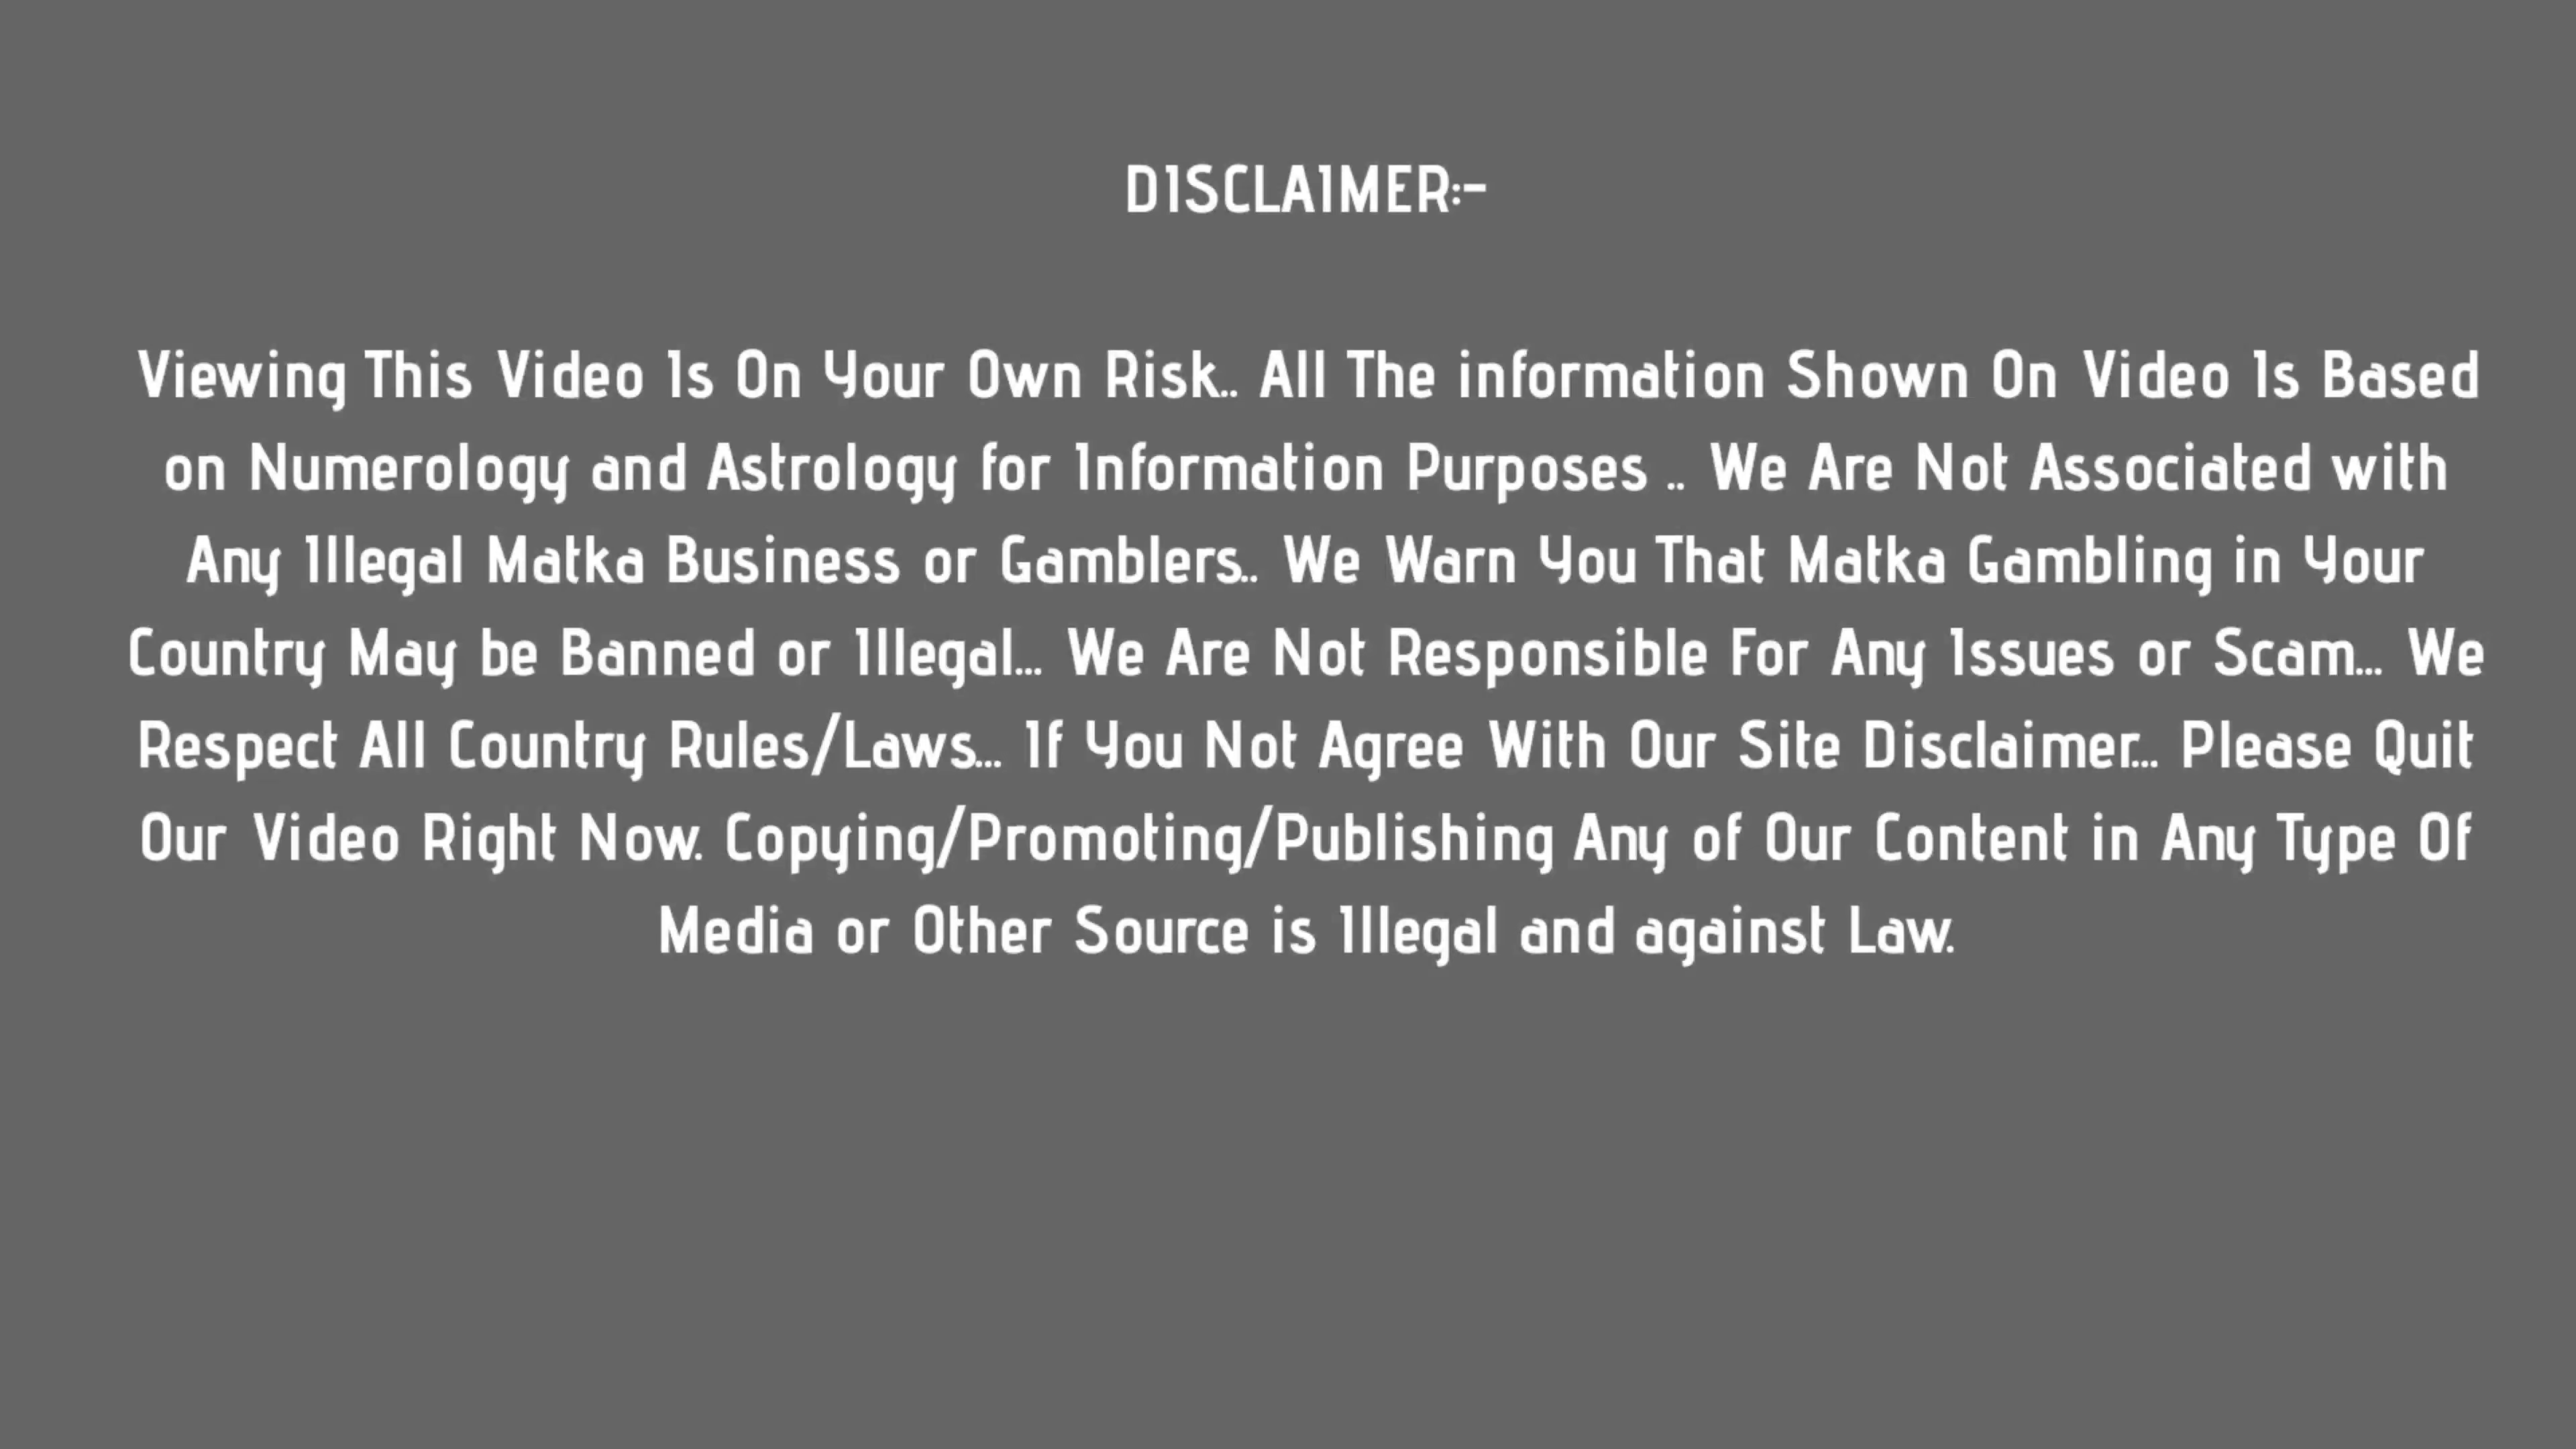 DISCLAIMER:-
Viewing This Video Is On Your Own Risk.. All The information Shown On Video Is Based
on Numerology and Astrology for Information Purposes .. We Are Not Associated with
Any Illegal Matka Business or Gamblers.. We Warn You That Matka Gambling in Your
Country May be Banned or Illegal... We Are Not Responsible For Any Issues or Scam... We
Respect All Country Rules/Laws... If You Not Agree With Our Site Disclaimer... Please Quit
Our Video Right Now. Copying/Promoting/Publishing Any of Our Content in Any Type Of
Media or Other Source is Illegal and against Law.